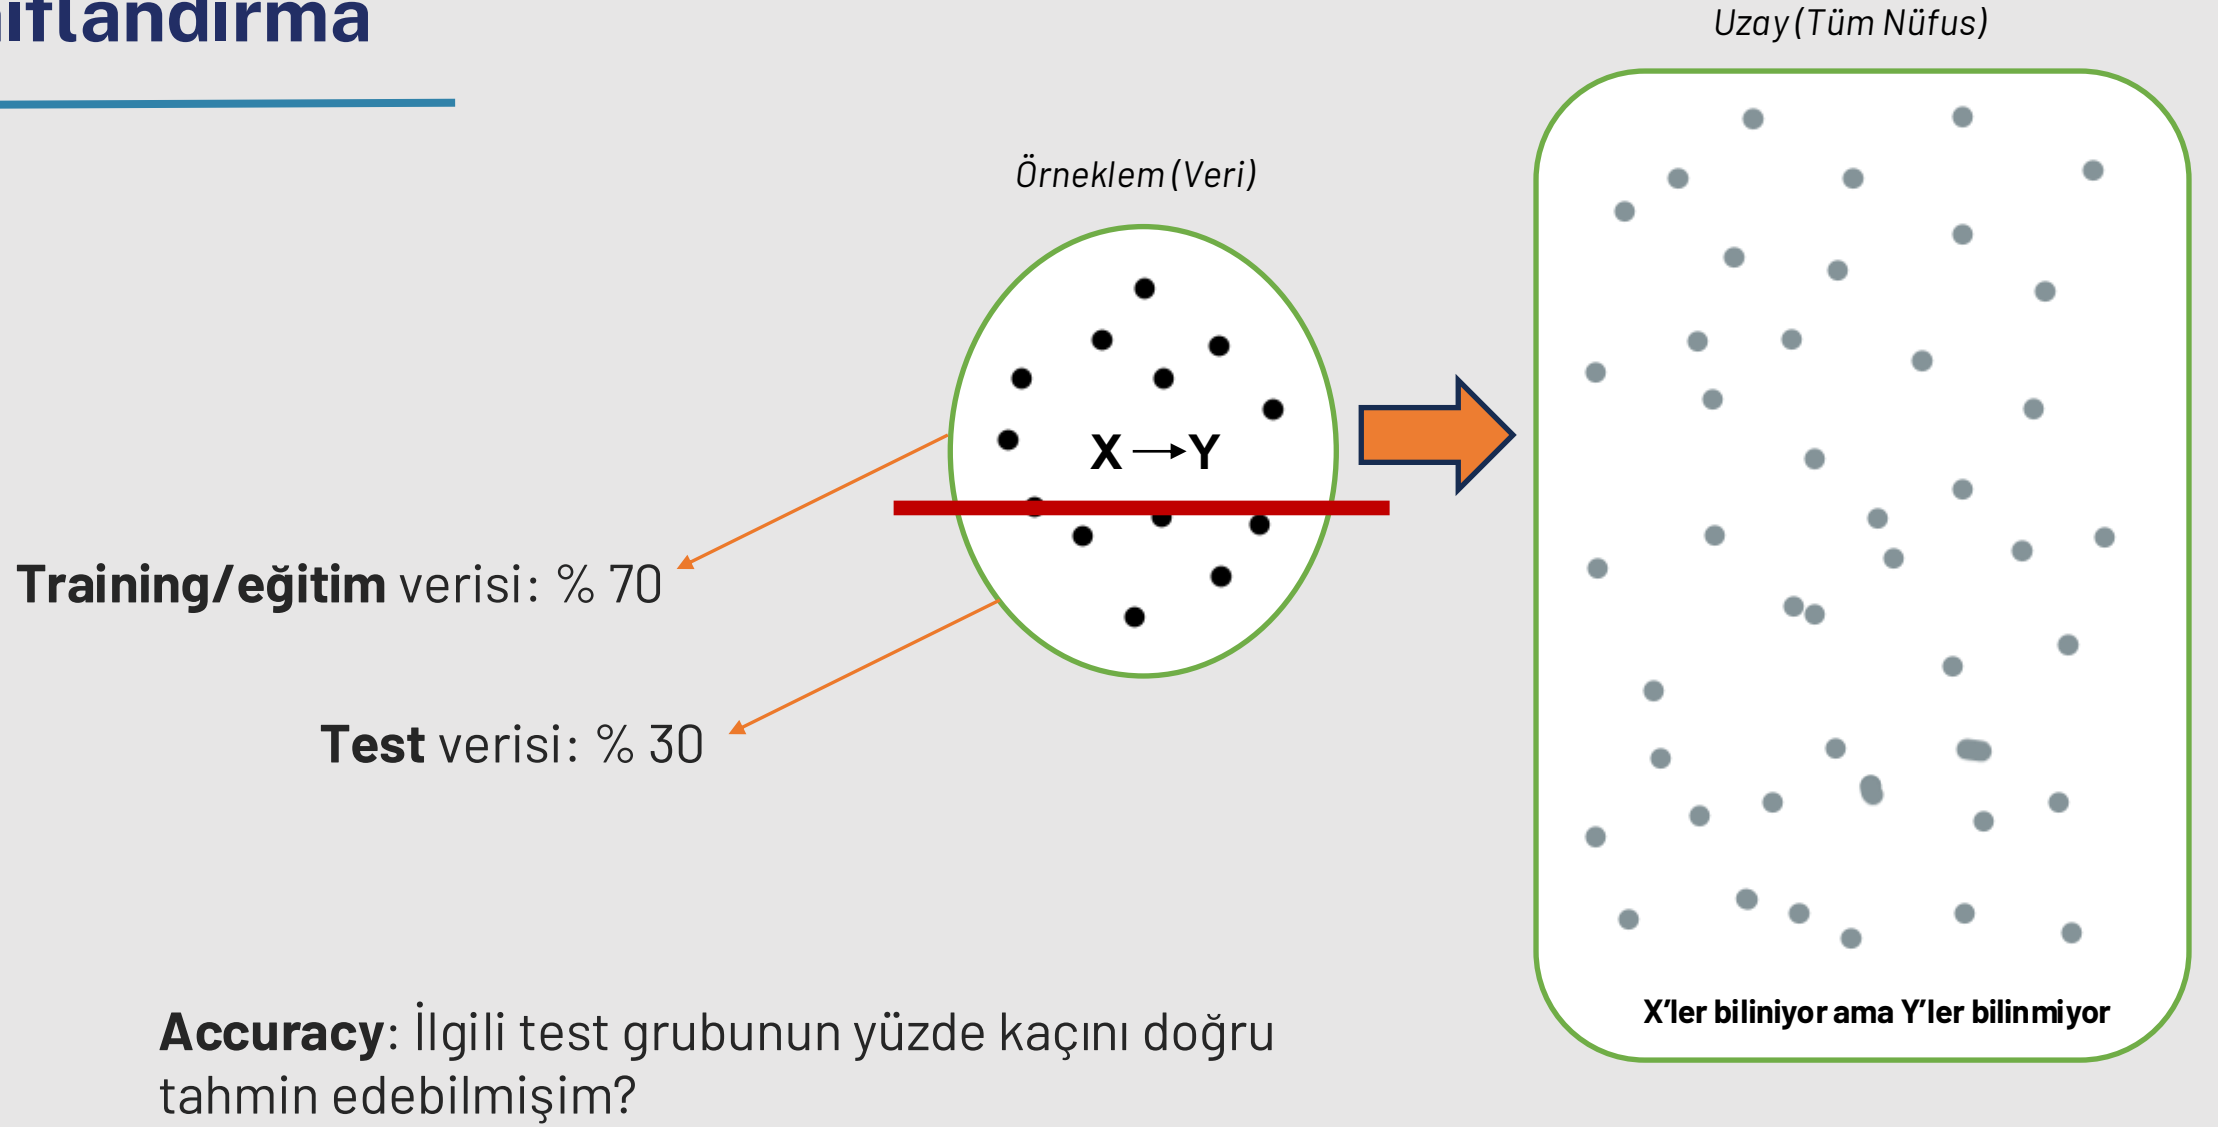 ıflandırma
Uzay (Tüm Nüfus)
Örneklem (Veri)
X → Y
Training/eğitim verisi: % 70
Test verisi: % 30
X’ler biliniyor ama Y’ler bilinmiyor
Accuracy: İlgili test grubunun yüzde kaçını doğru
tahmin edebilmişim?